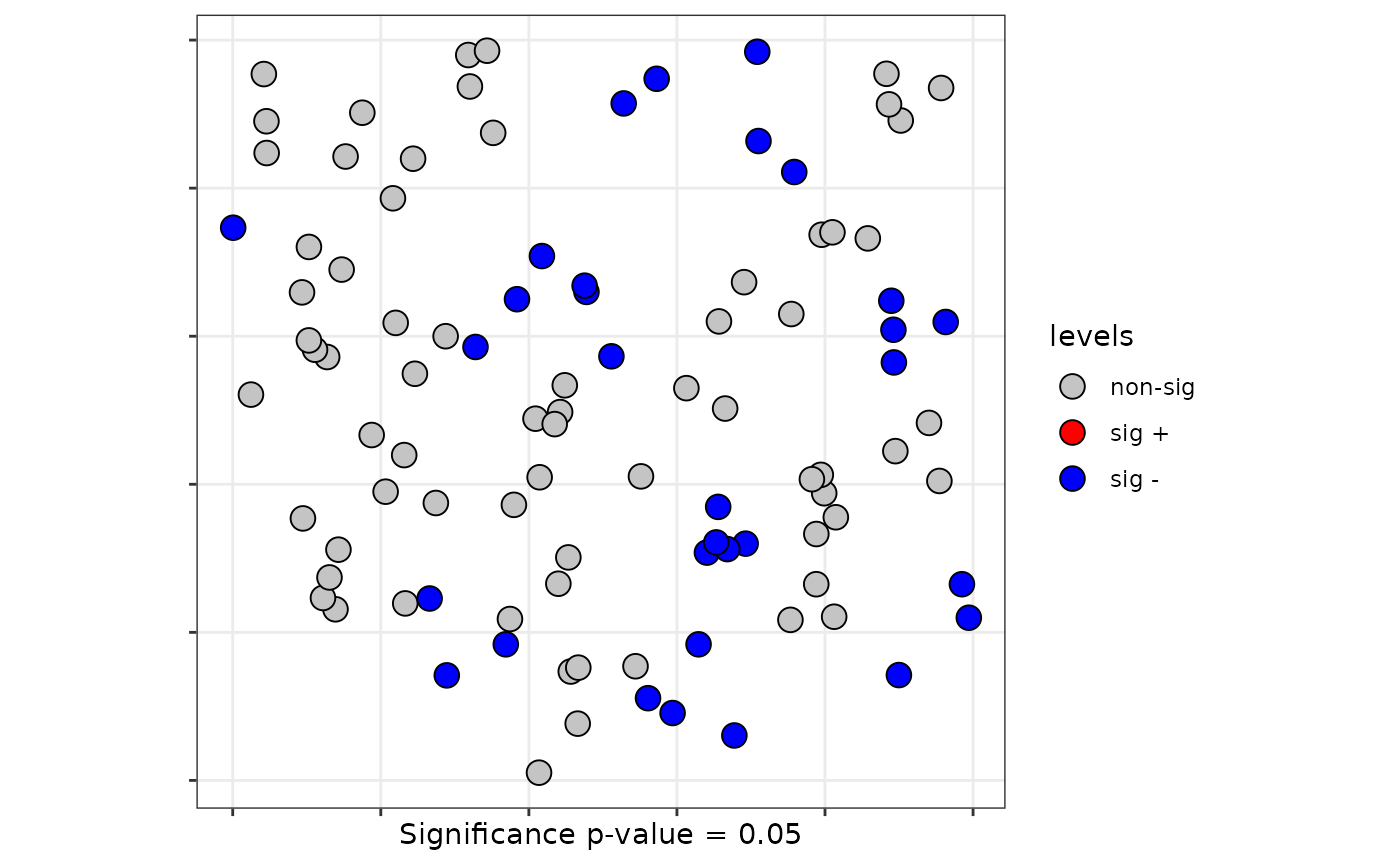 levels
non-sig
sig +
sig -
Significance p-value = 0.05